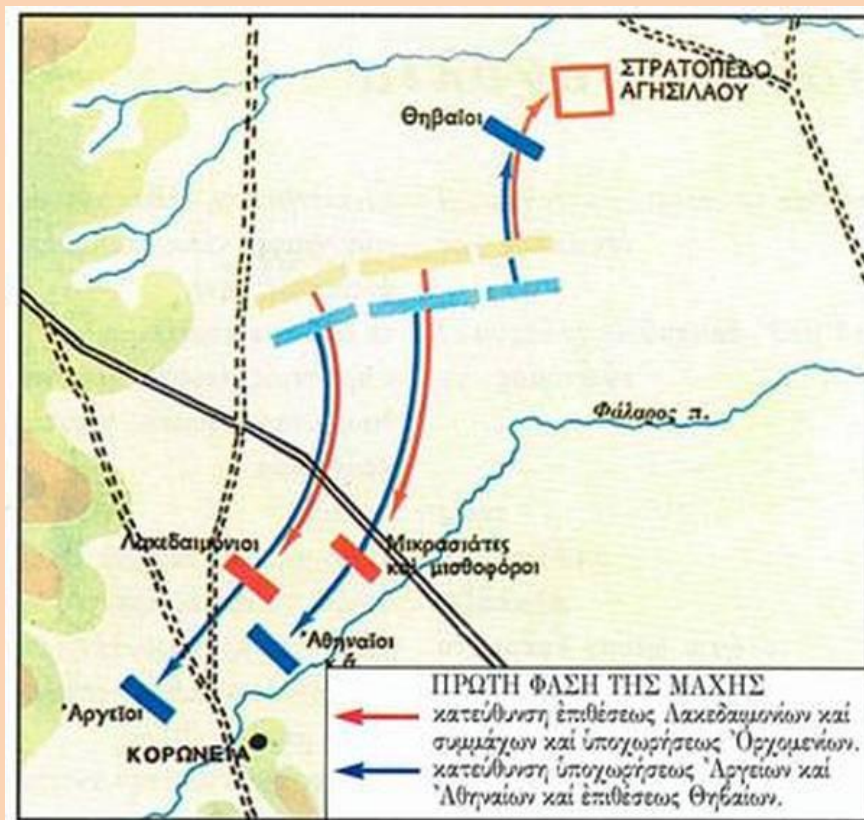 ΣΤΡΑΤΟΠΕΔΟ
ΑΓΗΣΙΛΑΟΥ
Θηβαῖοι
Φάλαρος π.
Λακεδαιμόνιοι
Μικρασιάτες
καὶ μισθοφόροι
Ἀθηναῖοι
κ.ἄ.
Ἀργεῖοι
ΚΟΡΩΝΕΙΑ
ΠΡΩΤΗ ΦΑΣΗ ΤΗΣ ΜΑΧΗΣ
κατεύθυνση ἐπιθέσεως Λακεδαιμονίων καὶ
συμμάχων καὶ ὑποχωρήσεως Ὀρχομενίων.
κατεύθυνση ὑποχωρήσεως Ἀργείων καὶ
Ἀθηναίων καὶ ἐπιθέσεως Θηβαίων.